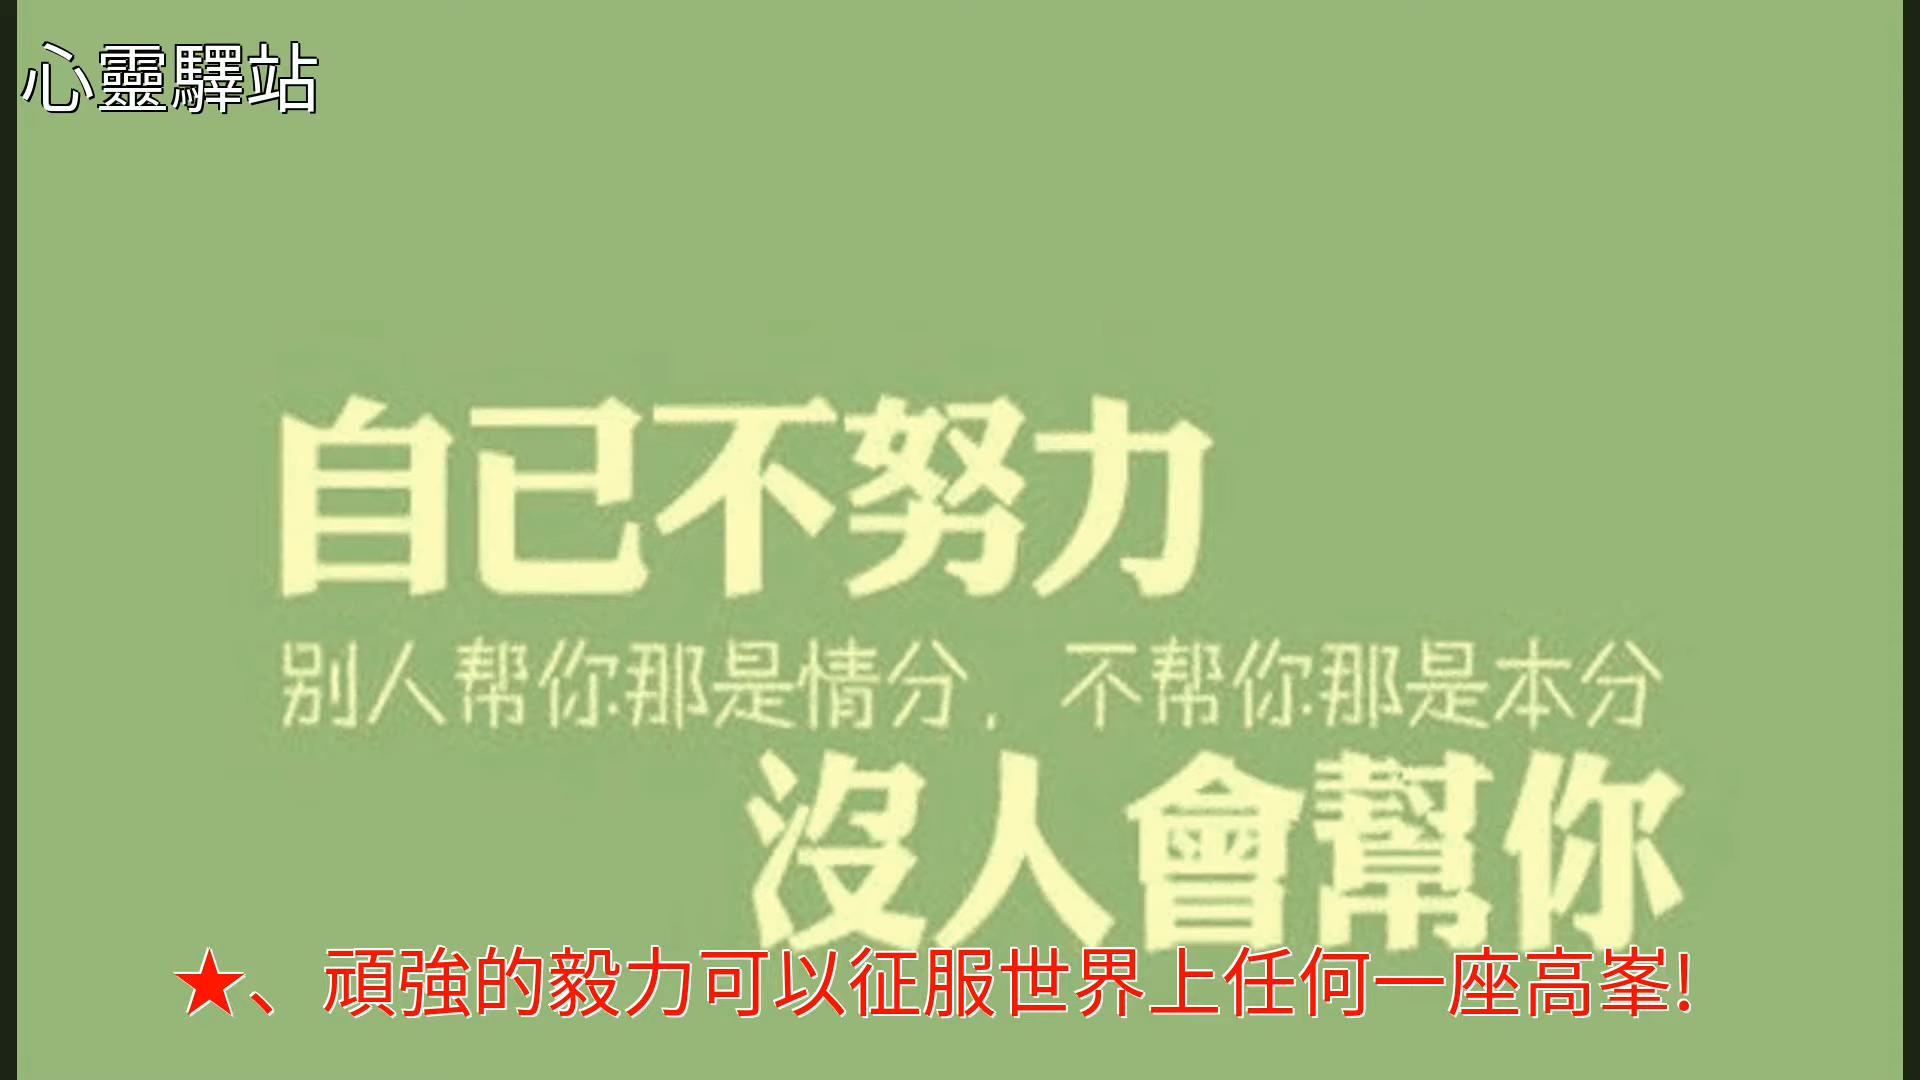 心靈驛站
自己不努力
别人帮你那是情分，不帮你那是本分
沒人會幫你
★、頑強的毅力可以征服世界上任何一座高峯!